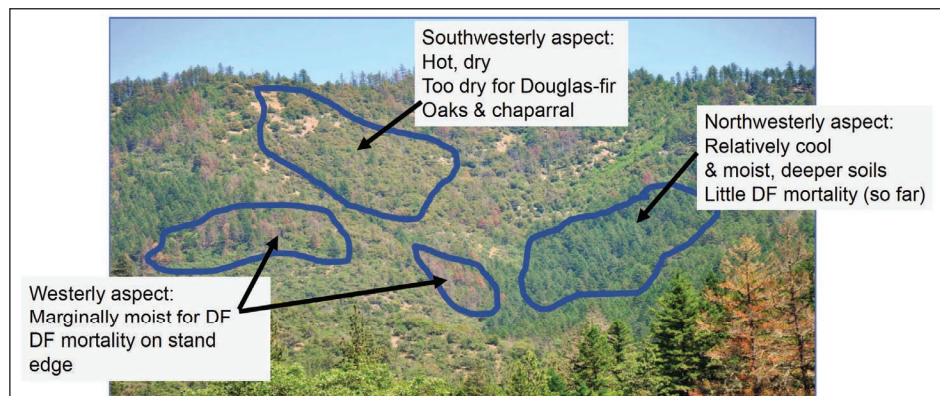 Southwesterly aspect:
Hot, dry
Too dry for Douglas-fir
Oaks & chaparral
Northwesterly aspect:
Relatively cool
& moist, deeper soils
Little DF mortality (so far)
Westerly aspect:
Marginally moist for DF
DF mortality on stand
edge